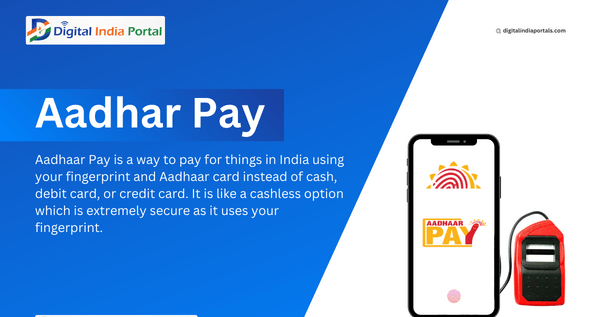 Digital India Portal
digitalindiaportals.com
Aadhar Pay
Aadhaar Pay is a way to pay for things in India using
your fingerprint and Aadhaar card instead of cash,
debit card, or credit card. It is like a cashless option
which is extremely secure as it uses your
fingerprint.
AADHAAR
PAY